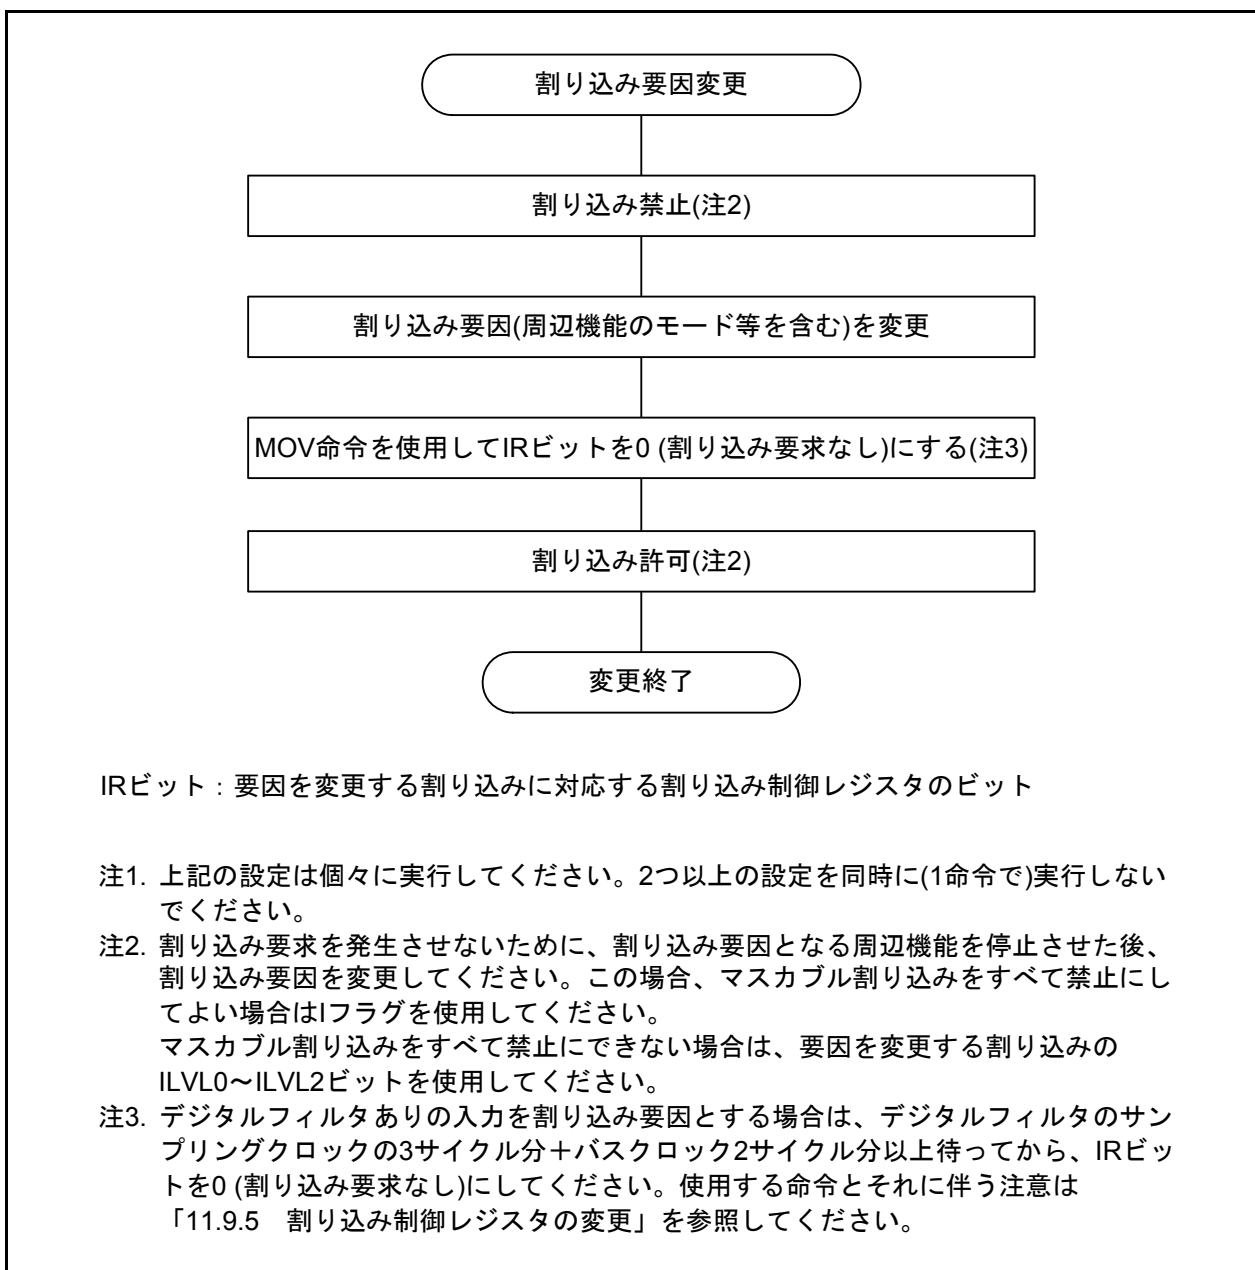 割り込み要因変更
割り込み禁止(注2)
割り込み要因(周辺機能のモード等を含む)を変更
MOV命令を使用してIRビットを0 (割り込み要求なし)にする(注3)
割り込み許可(注2)
変更終了
IRビット：要因を変更する割り込みに対応する割り込み制御レジスタのビット
注1. 上記の設定は個々に実行してください。2つ以上の設定を同時に(1命令で)実行しない
でください。
注2. 割り込み要求を発生させないために、割り込み要因となる周辺機能を停止させた後、
割り込み要因を変更してください。この場合、マスカブル割り込みをすべて禁止にし
てよい場合はIフラグを使用してください。
マスカブル割り込みをすべて禁止にできない場合は、要因を変更する割り込みの
ILVL0～ILVL2ビットを使用してください。
注3. デジタルフィルタありの入力を割り込み要因とする場合は、デジタルフィルタのサン
プリングクロックの3サイクル分＋バスクロック2サイクル分以上待ってから、IRビッ
トを0 (割り込み要求なし)にしてください。使用する命令とそれに伴う注意は
「11.9.5　割り込み制御レジスタの変更」を参照してください。